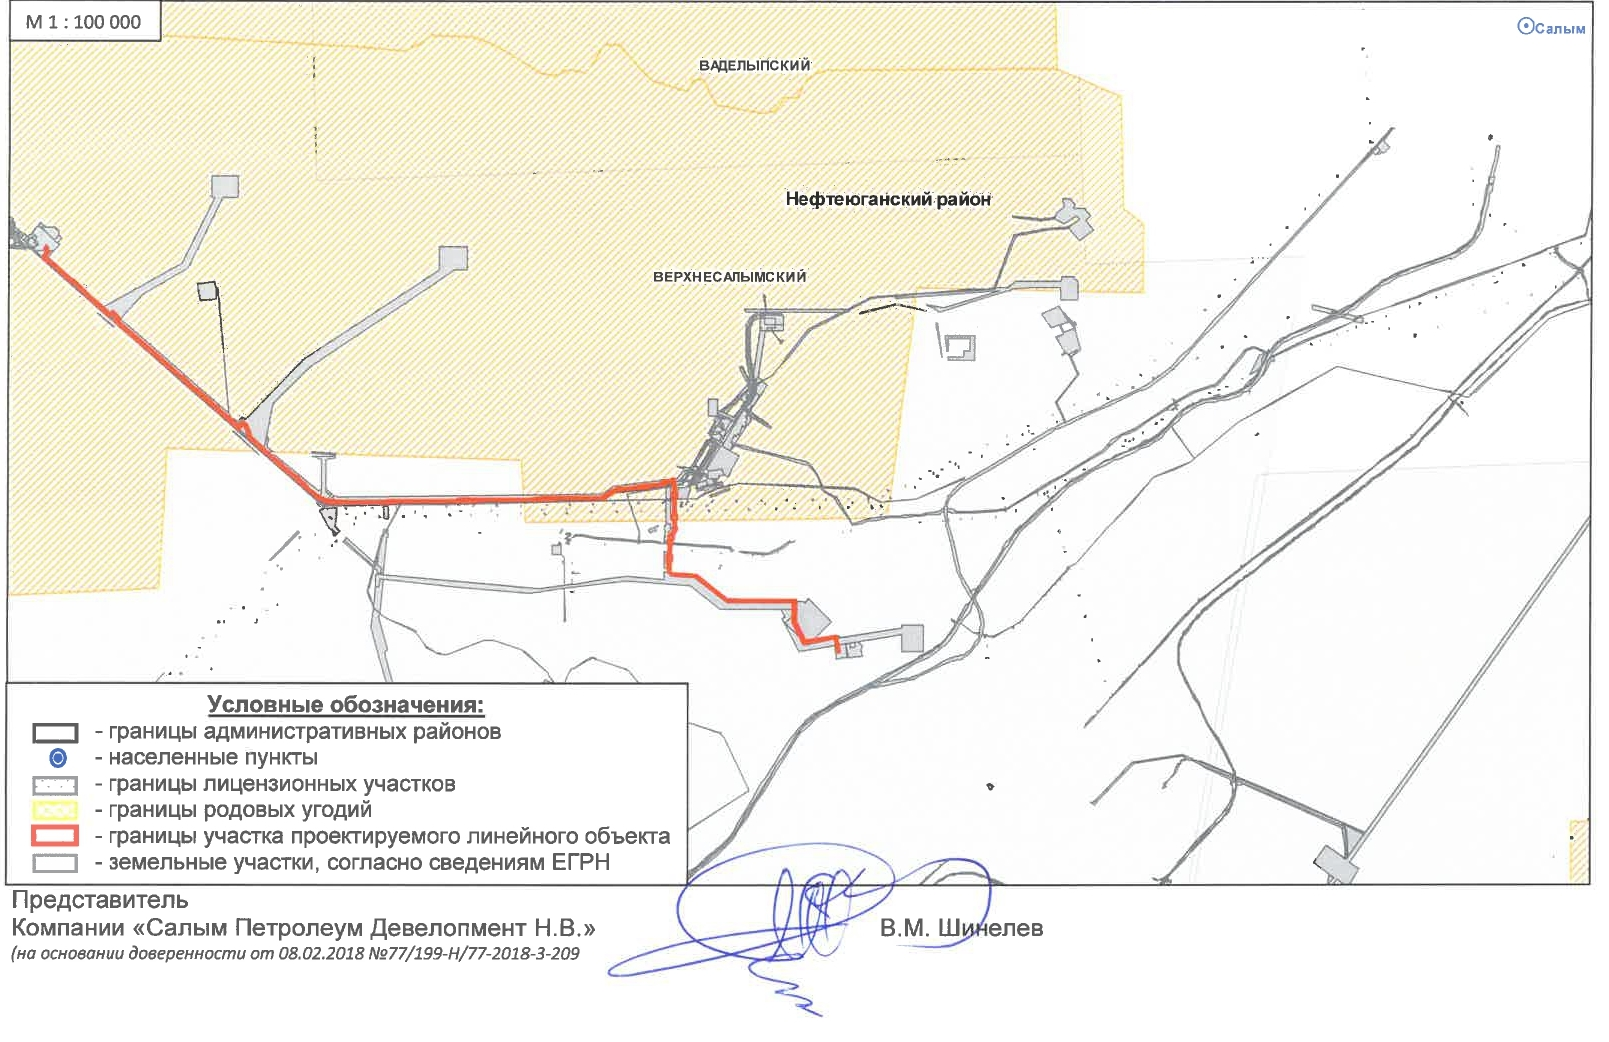 М 1 : 100 000
Салым
ВАДЕЛЫПСКИЙ
Нефтеюганский район
ВЕРХНЕСАЛЫМСКИЙ
Условные обозначения:
- границы административных районов
- населенные пункты
- границы лицензионных участков
- границы родовых угодий
- границы участка проектируемого линейного объекта
- земельные участки, согласно сведениям ЕГРН
Представитель
Компании «Салым Петролеум Девелопмент Н.В.»
В.М. Шинелев
(на основании доверенности от 08.02.2018 №77/199-Н/77-2018-3-209